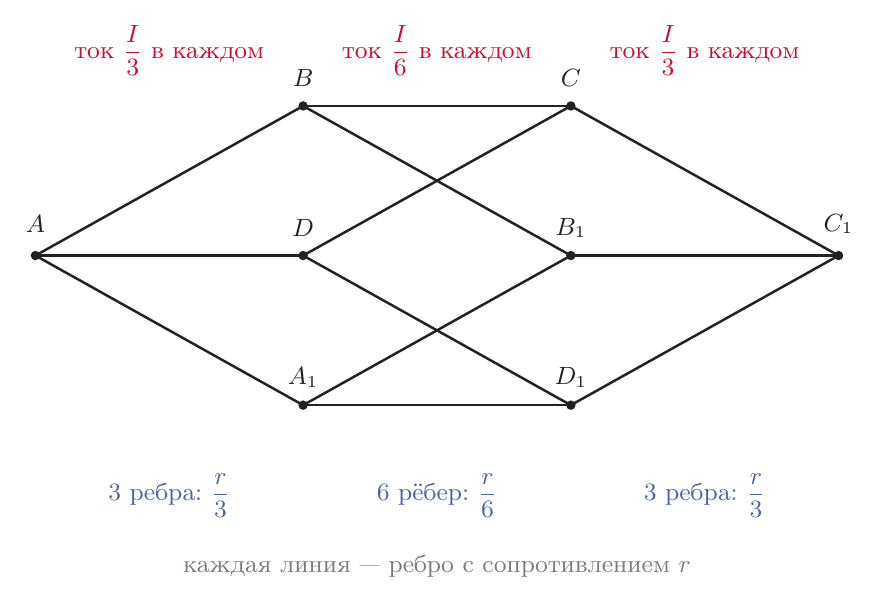 ток I/3 в каждом ток I/6 в каждом ток I/3 в каждом
B C
A D B₁ C₁
A₁ D₁
3 ребра: r/3 6 рёбер: r/6 3 ребра: r/3
каждая линия — ребро с сопротивлением r